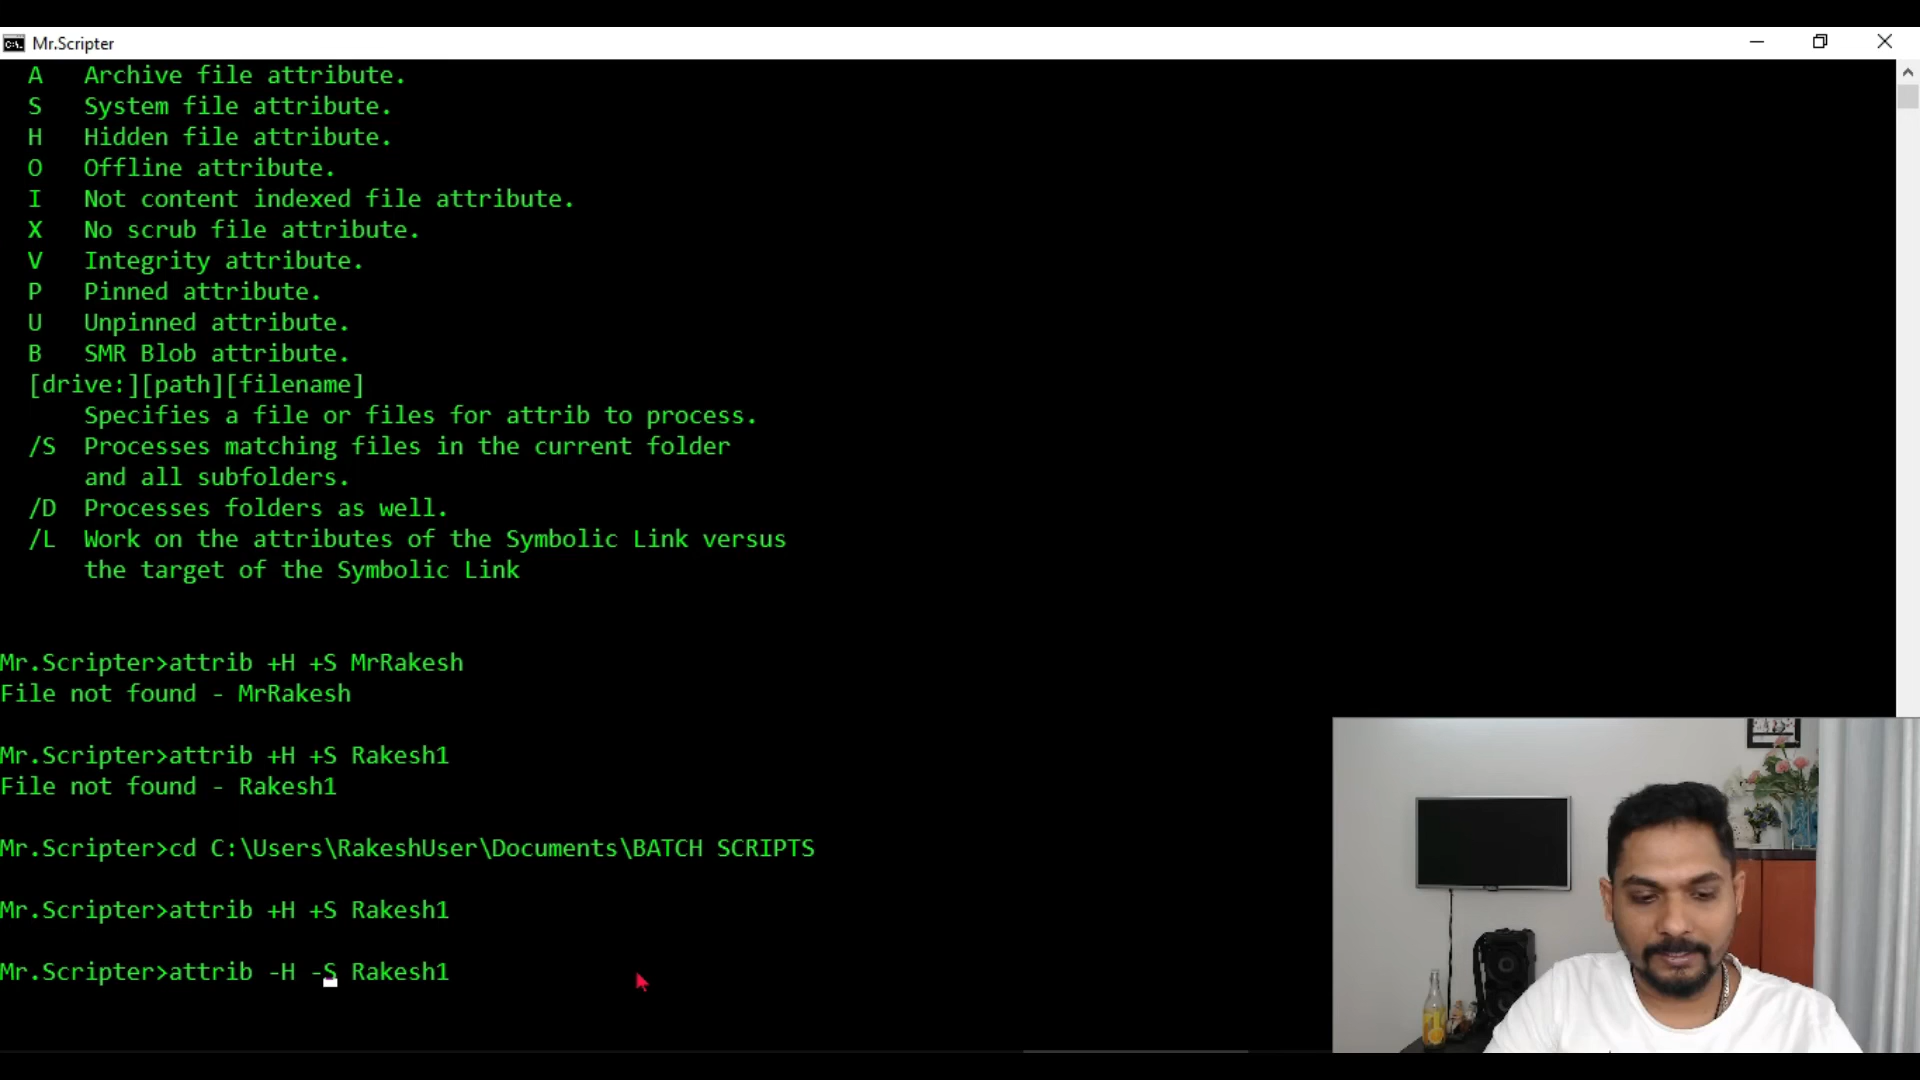 Mr.Scripter
A Archive file attribute.
S System file attribute.
H Hidden file attribute.
O Offline attribute.
I Not content indexed file attribute.
X No scrub file attribute.
V Integrity attribute.
P Pinned attribute.
U Unpinned attribute.
B SMR Blob attribute.
[drive:][path][filename]
Specifies a file or files for attrib to process.
/S Processes matching files in the current folder
and all subfolders.
/D Processes folders as well.
/L Work on the attributes of the Symbolic Link versus
the target of the Symbolic Link
Mr.Scripter>attrib +H +S MrRakesh
File not found - MrRakesh
Mr.Scripter>attrib +H +S Rakesh1
File not found - Rakesh1
Mr.Scripter>cd C:\Users\RakeshUser\Documents\BATCH SCRIPTS
Mr.Scripter>attrib +H +S Rakesh1
Mr.Scripter>attrib -H -S Rakesh1